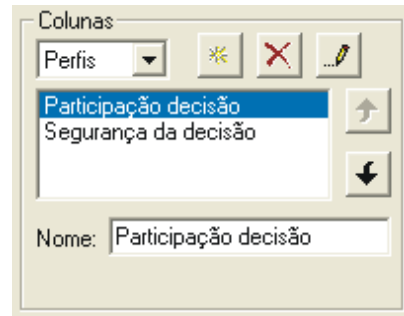 Colunas
Perfis
Participação decisão
Segurança da decisão
Nome: Participação decisão